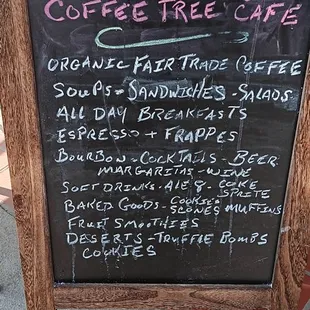 COFFEE TREE CAFE
ORGANIC FAIR TRADE COFFEE
SOUPS - SANDWICHES - SALADS
ALL DAY BREAKFASTS
ESPRESSO + FRAPPES
BOURBON - COCKTAILS - BEER
MARGARITAS - WINE
SOFT DRINKS - ALE 8 - COKE
SPRITE
BAKED GOODS - COOKIES
SCONES MUFFINS
FRUIT SMOOTHIES
DESERTS - TRUFFLE BOMBS
COOKIES